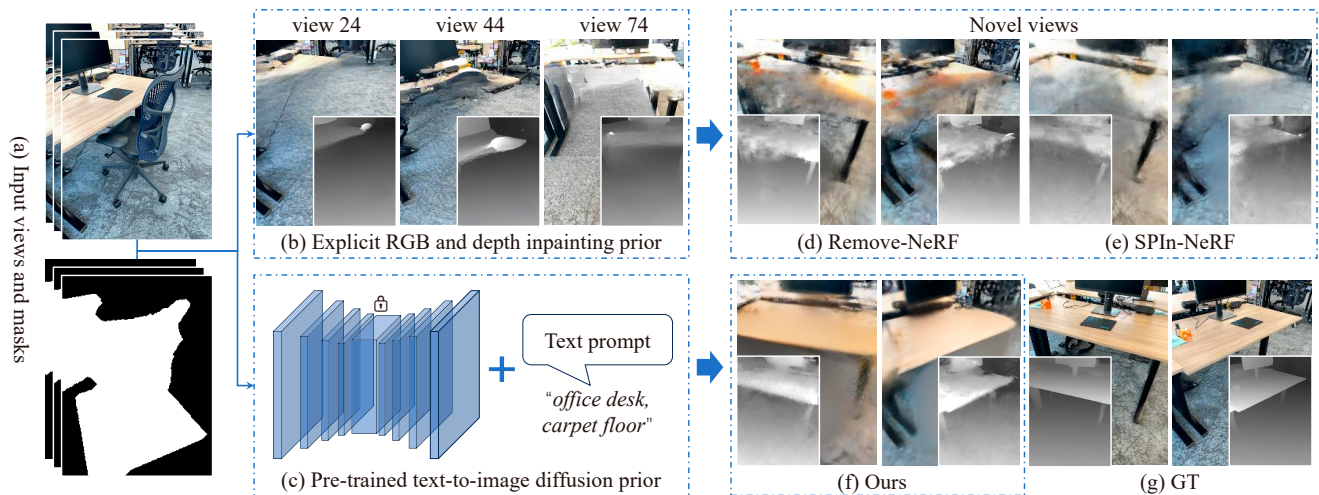 (a) Input views and masks
view 24
view 44
view 74
(b) Explicit RGB and depth inpainting prior
Novel views
(d) Remove-NeRF
(e) SPIn-NeRF
Text prompt
“office desk,
carpet floor”
(c) Pre-trained text-to-image diffusion prior
(f) Ours
(g) GT